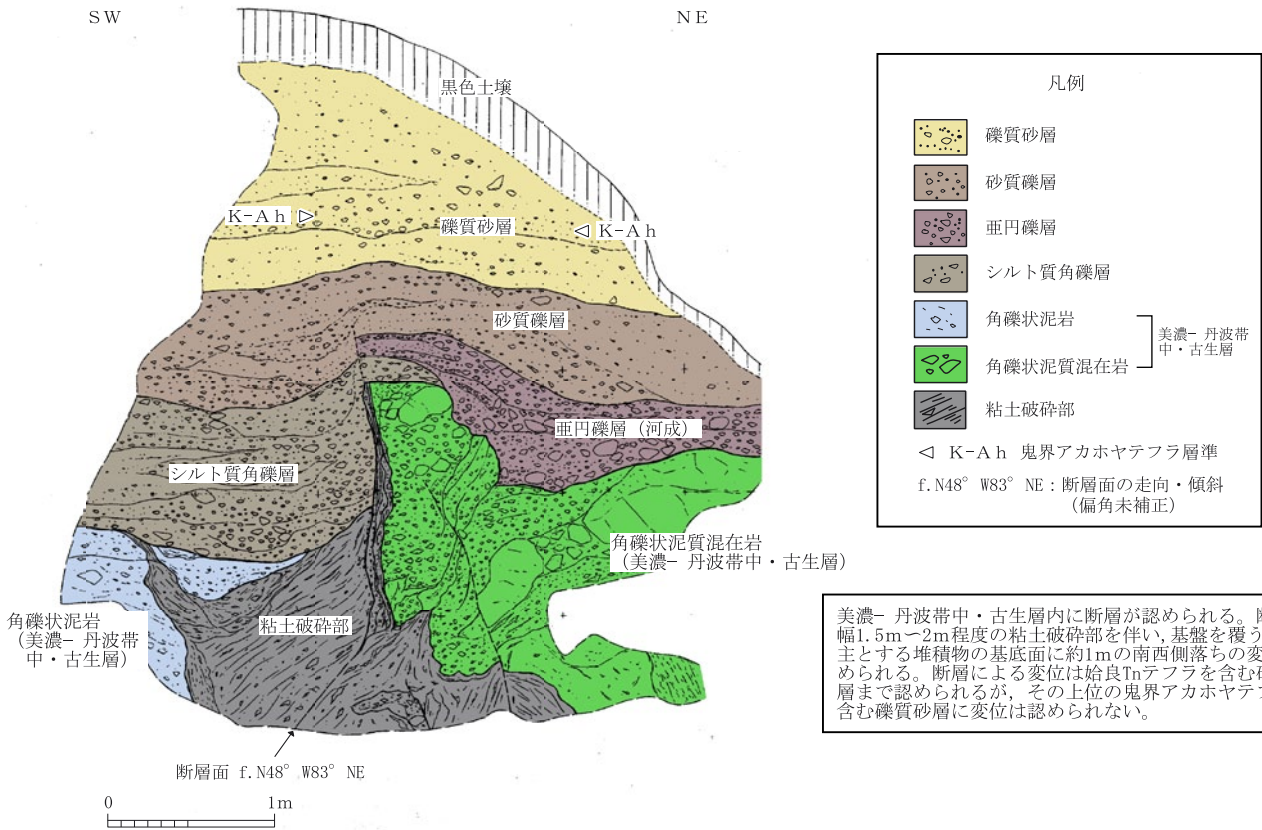 SW
NE
黒色土壌
K-Ah ▷
礫質砂層
◁ K-Ah
砂質礫層
亜円礫層（河成）
シルト質角礫層
角礫状泥質混在岩
（美濃－丹波帯中・古生層）
角礫状泥岩
（美濃－丹波帯
中・古生層）
粘土破砕部
断層面 f.N48°W83°NE
0 1m
凡例
礫質砂層
砂質礫層
亜円礫層
シルト質角礫層
角礫状泥岩
角礫状泥質混在岩
美濃－丹波帯
中・古生層
粘土破砕部
◁ K-Ah 鬼界アカホヤテフラ層準
f.N48°W83°NE：断層面の走向・傾斜
（偏角未補正）
美濃－丹波帯中・古生層内に断層が認められる。
幅1.5m～2m程度の粘土破砕部を伴い，基盤を覆う
主とする堆積物の基底面に約1mの南西側落ちの変
められる。断層による変位は姶良Tnテフラを含む
層まで認められるが，その上位の鬼界アカホヤテ
含む礫質砂層に変位は認められない。